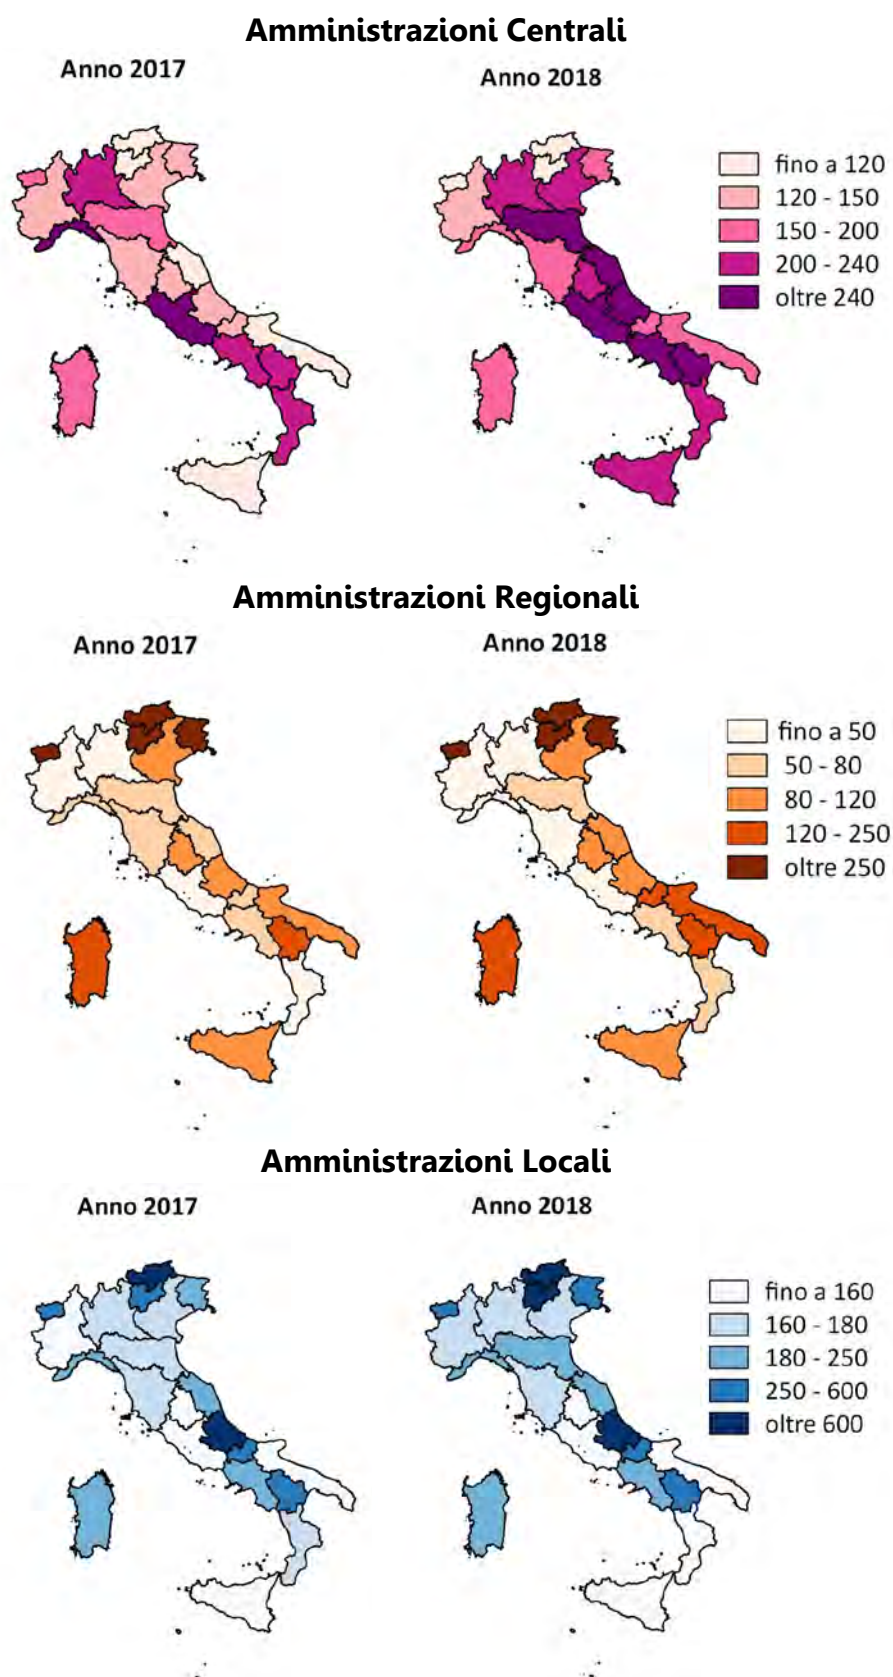 Amministrazioni Centrali
Anno 2017
Anno 2018
fino a 120
120 - 150
150 - 200
200 - 240
oltre 240
Amministrazioni Regionali
Anno 2017
Anno 2018
fino a 50
50 - 80
80 - 120
120 - 250
oltre 250
Amministrazioni Locali
Anno 2017
Anno 2018
fino a 160
160 - 180
180 - 250
250 - 600
oltre 600